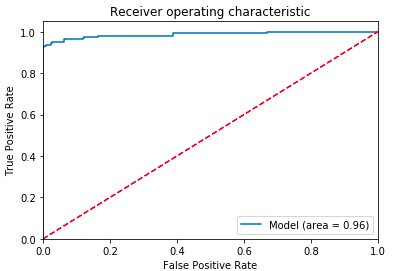 Receiver operating characteristic
1.0
0.8
0.6
0.4
0.2
0.0
True Positive Rate
Model (area = 0.96)
0.0 0.2 0.4 0.6 0.8 1.0
False Positive Rate